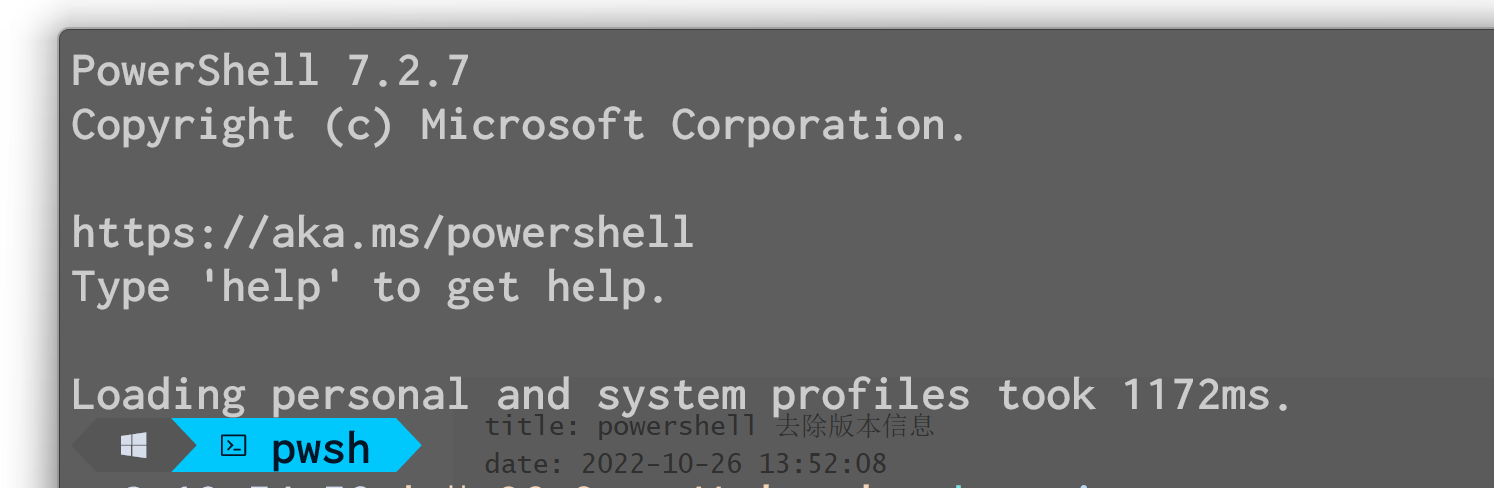 PowerShell 7.2.7
Copyright (c) Microsoft Corporation.
https://aka.ms/powershell
Type 'help' to get help.
Loading personal and system profiles took 1172ms.
title: powershell 去除版本信息
pwsh
date: 2022-10-26 13:52:08